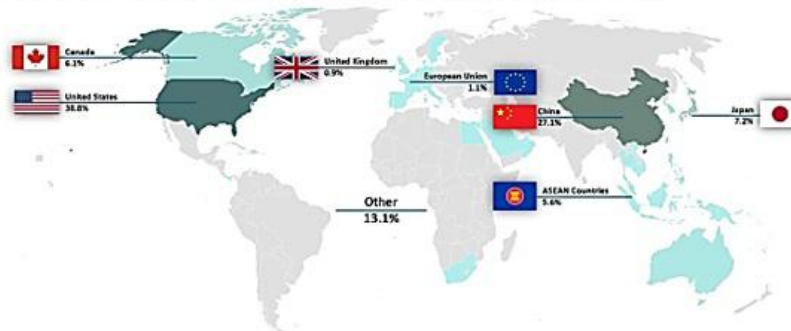 Canada
6.1%
United Kingdom
0.9%
European Union
1.1%
United States
38.8%
China
27.1%
Japan
7.2%
ASEAN Countries
5.6%
Other
13.1%